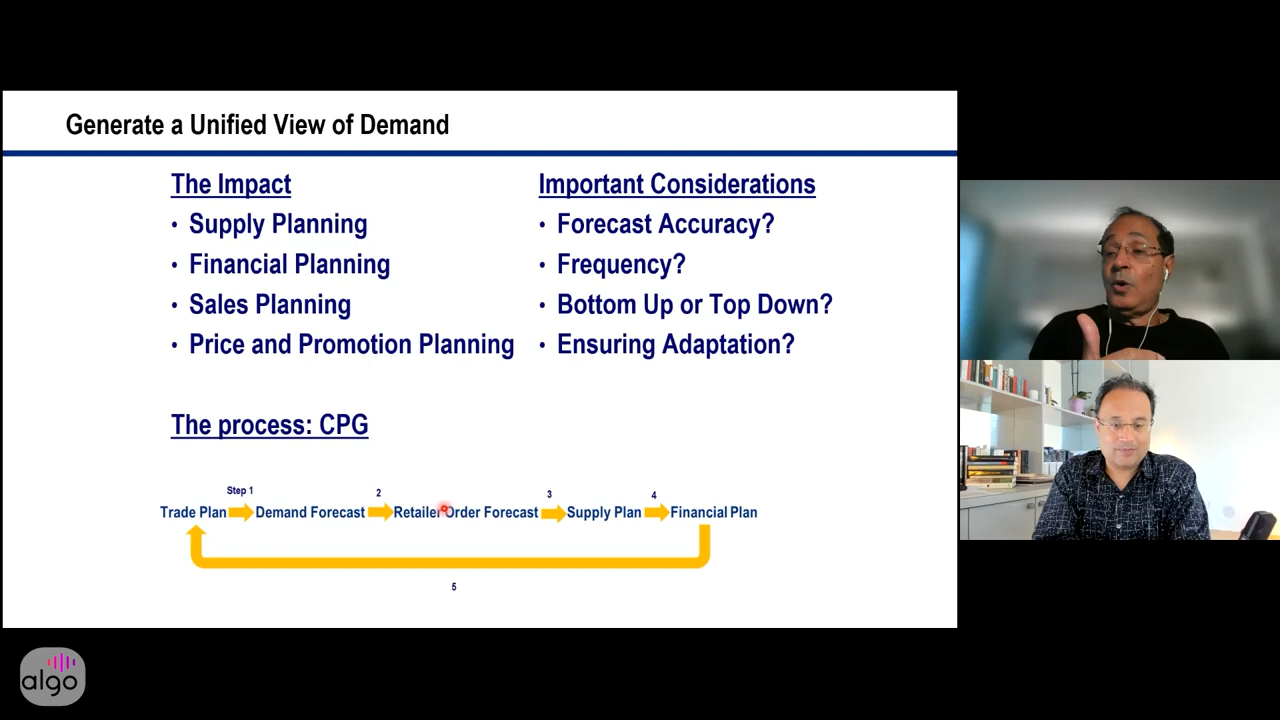 Generate a Unified View of Demand
The Impact
• Supply Planning
• Financial Planning
• Sales Planning
• Price and Promotion Planning
Important Considerations
• Forecast Accuracy?
• Frequency?
• Bottom Up or Top Down?
• Ensuring Adaptation?
The process: CPG
Step 1 2 3 4
Trade Plan Demand Forecast Retailer Order Forecast Supply Plan Financial Plan
5
algo